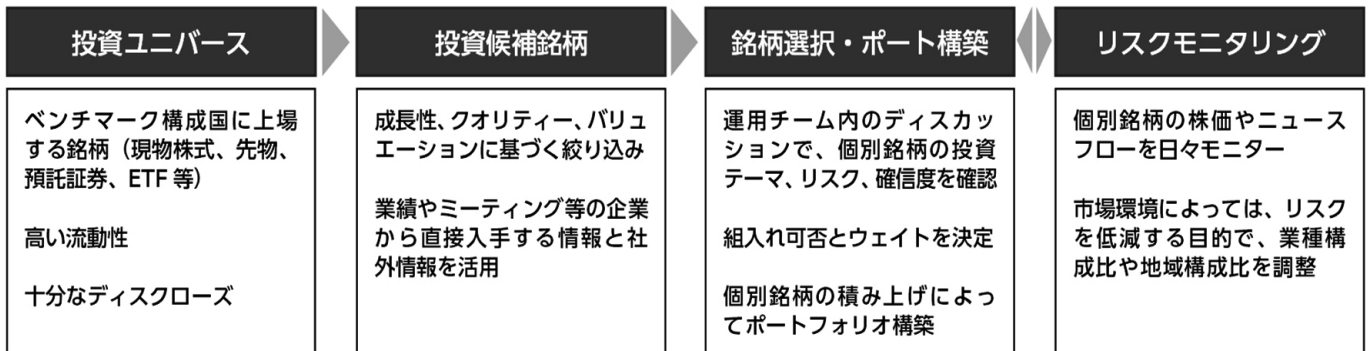 投資ユニバース
ベンチマーク構成国に上場
する銘柄（現物株式、先物、
預託証券、ETF 等）
高い流動性
十分なディスクローズ
投資候補銘柄
成長性、クオリティー、バリュ
エーションに基づく絞り込み
業績やミーティング等の企業
から直接入手する情報と社
外情報を活用
銘柄選択・ポート構築
運用チーム内のディスカッ
ションで、個別銘柄の投資
テーマ、リスク、確信度を確認
組入れ可否とウェイトを決定
個別銘柄の積み上げによっ
てポートフォリオ構築
リスクモニタリング
個別銘柄の株価やニュース
フローを日々モニター
市場環境によっては、リスク
を低減する目的で、業種構
成比や地域構成比を調整